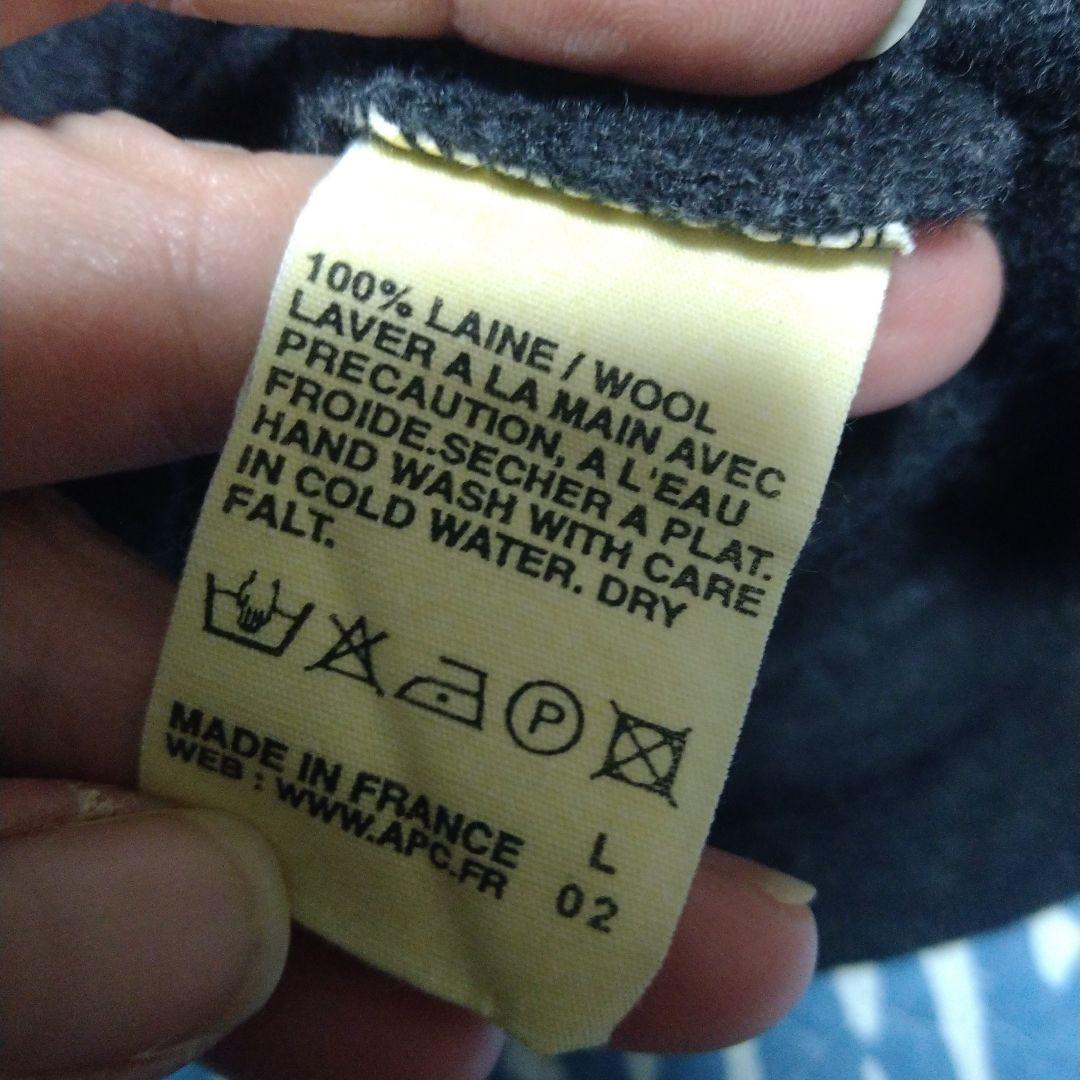 100% LAINE / WOOL
LAVER A LA MAIN AVEC
PRECAUTION, A L'EAU
FROIDE.SECHER A PLAT.
HAND WASH WITH CARE
IN COLD WATER. DRY
FALT.
P
MADE IN FRANCE L
WEB : WWW.APC.FR 02